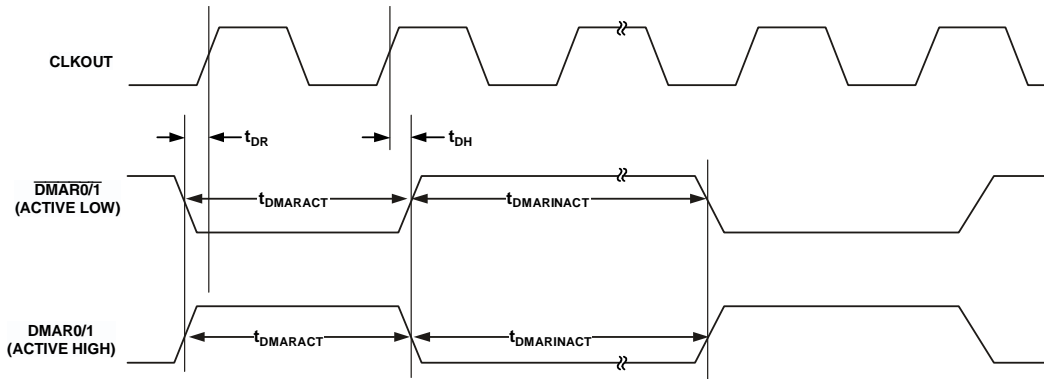 CLKOUT
tDR
tDH
DMAR0/1
(ACTIVE LOW)
tDMARACT
tDMARINACT
DMAR0/1
(ACTIVE HIGH)
tDMARACT
tDMARINACT